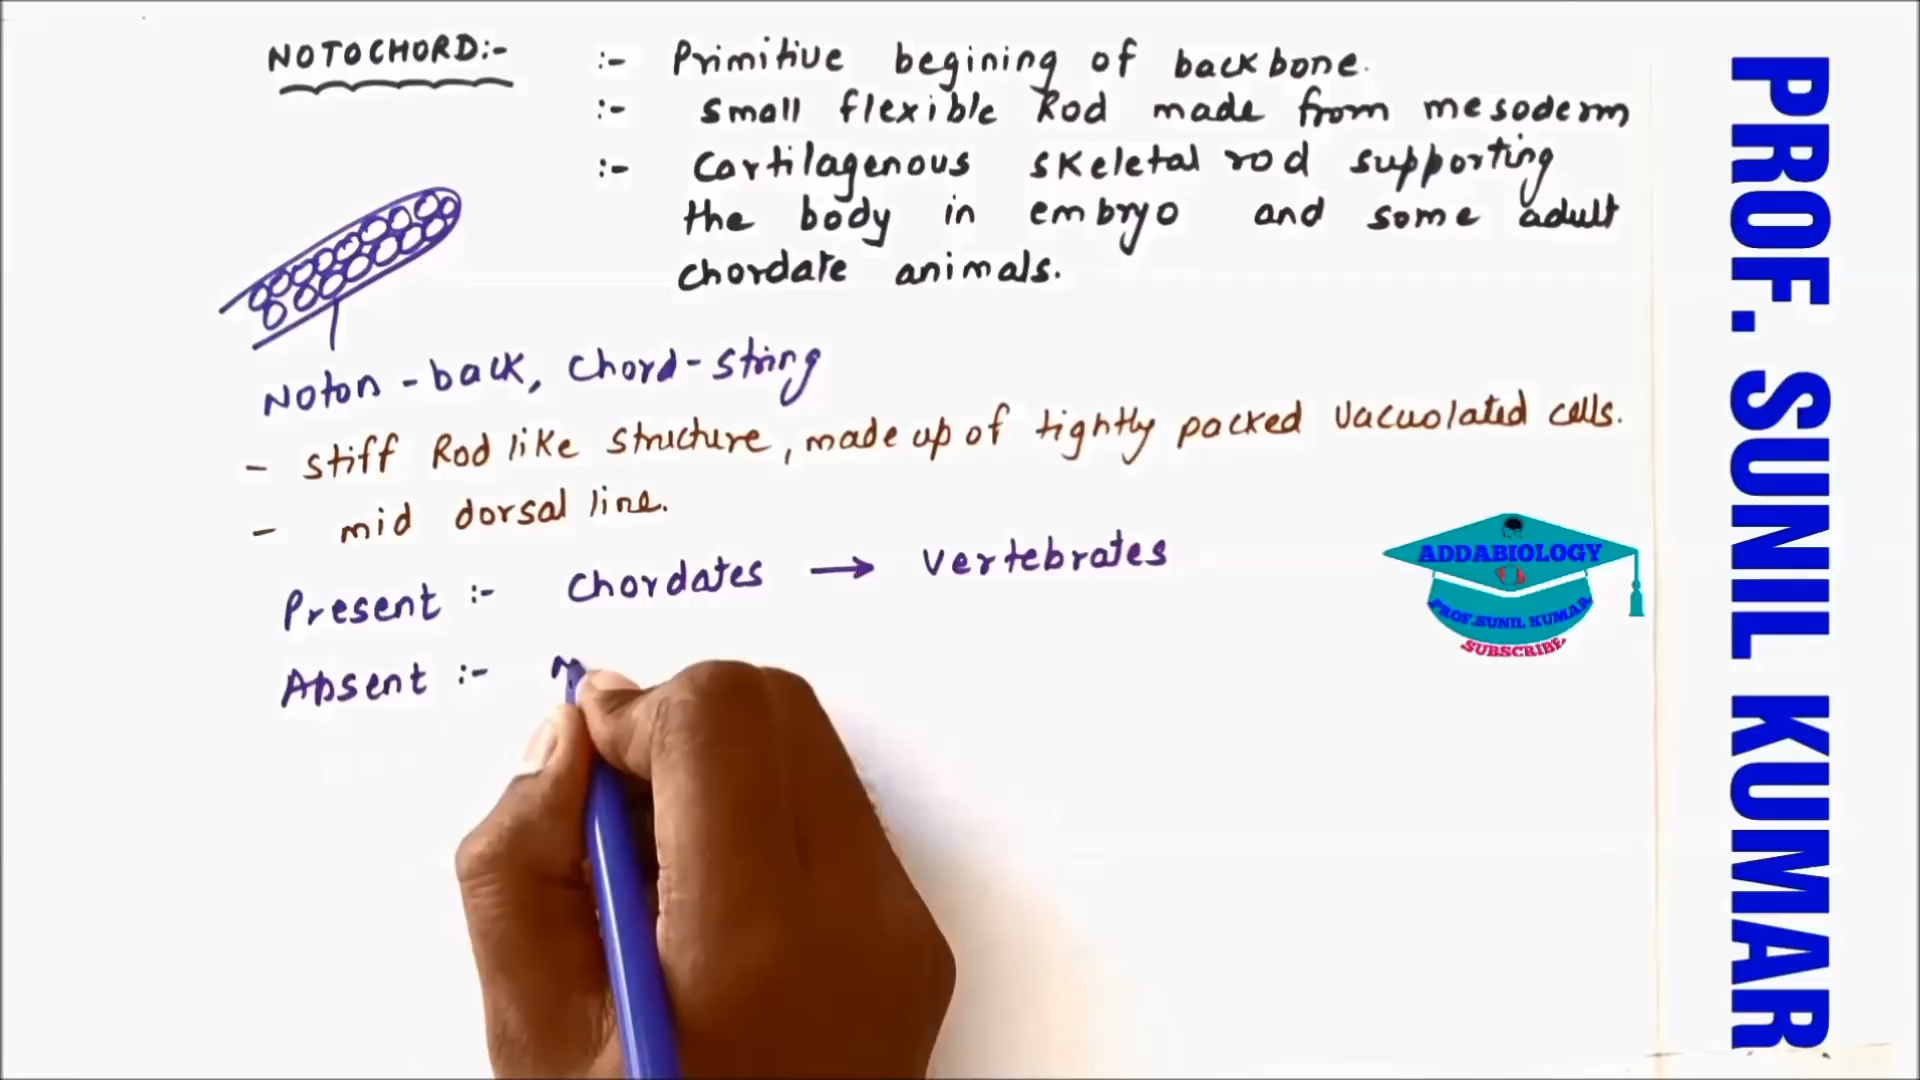 NOTOCHORD:-
:- Primitive begining of backbone.
:- Small flexible Rod made from mesoderm
:- Cartilagenous skeletal rod supporting
the body in embryo and some adult
chordate animals.
Noton - back, Chord - String
- stiff Rod like structure, made up of tightly packed vacuolated cells.
- mid dorsal line.
Present :- Chordates → Vertebrates
Absent :- N
ADDABIOLOGY
PROF.SUNIL KUMAR
SUBSCRIBE.
PROF. SUNIL KUMAR